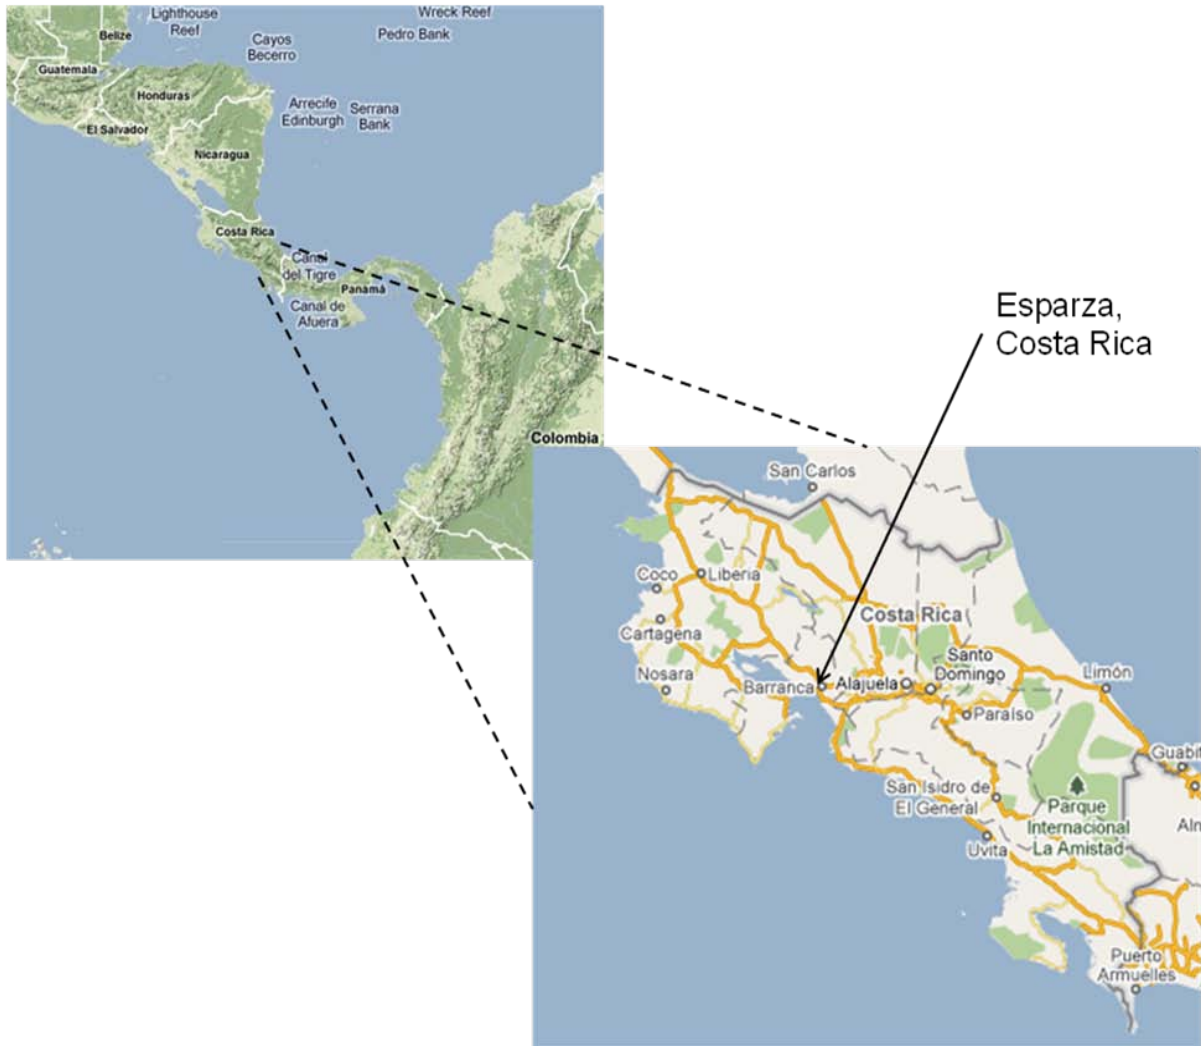 Lighthouse
Reef
Wreck Reef
Belize
Cayos
Becerro
Pedro Bank
Guatemala
Honduras
Arrecife
Edinburgh
Serrana
Bank
El Salvador
Nicaragua
Costa Rica
Canal
del Tigre
Panamá
Canal de
Afuera
Colombia
Esparza,
Costa Rica
San Carlos
Coco
Liberia
Costa Rica
Cartagena
Nosara
Santo
Domingo
Barranca
Alajuela
Limón
Paraíso
Guabit
San Isidro de
El General
Parque
Internacional
La Amistad
Alm
Uvita
Puerto
Armuelles